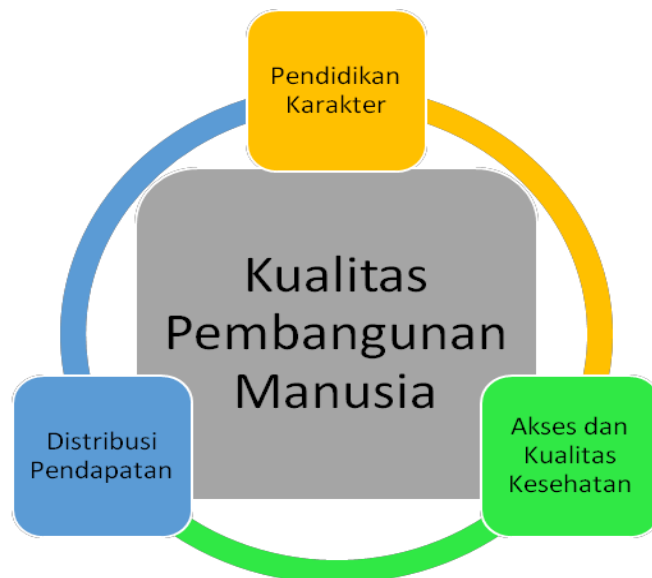 Pendidikan
Karakter
Kualitas
Pembangunan
Manusia
Distribusi
Pendapatan
Akses dan
Kualitas
Kesehatan